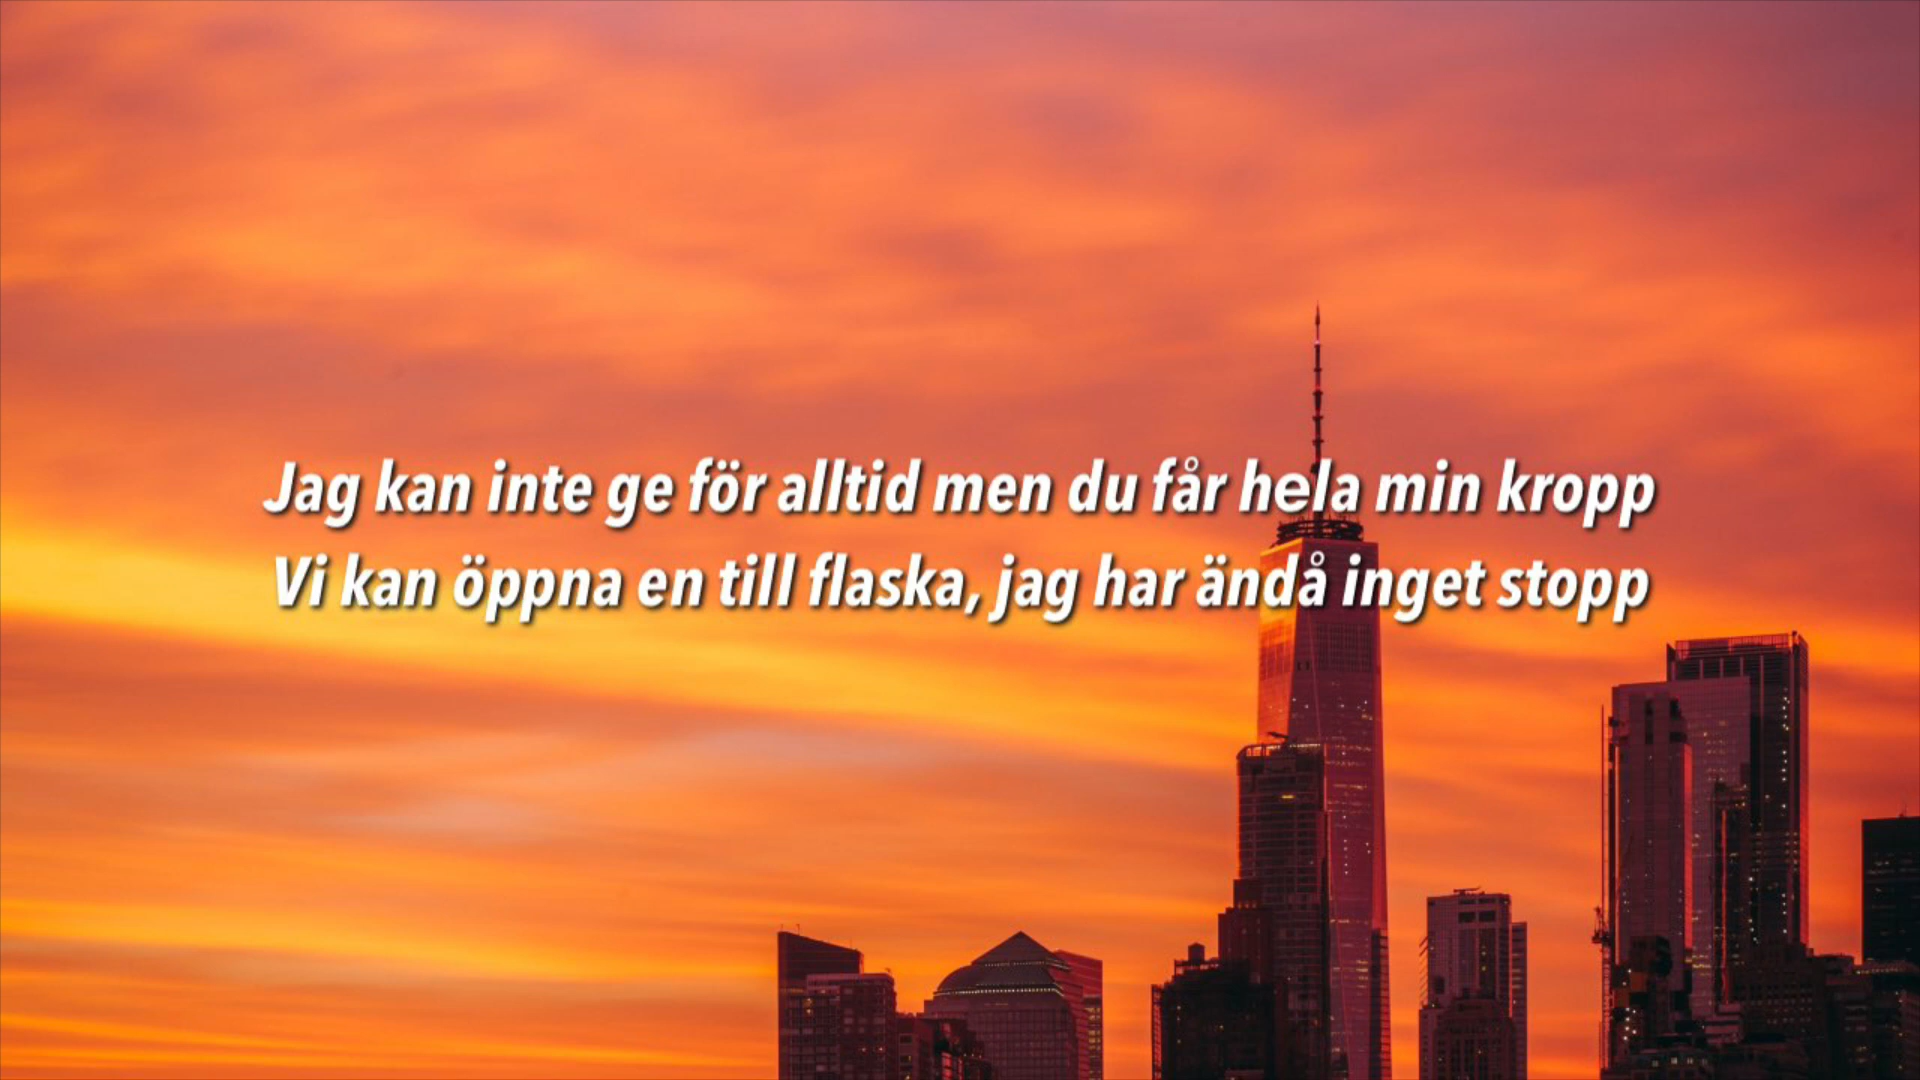 Jag kan inte ge för alltid men du får hela min kropp
Vi kan öppna en till flaska, jag har ändå inget stopp